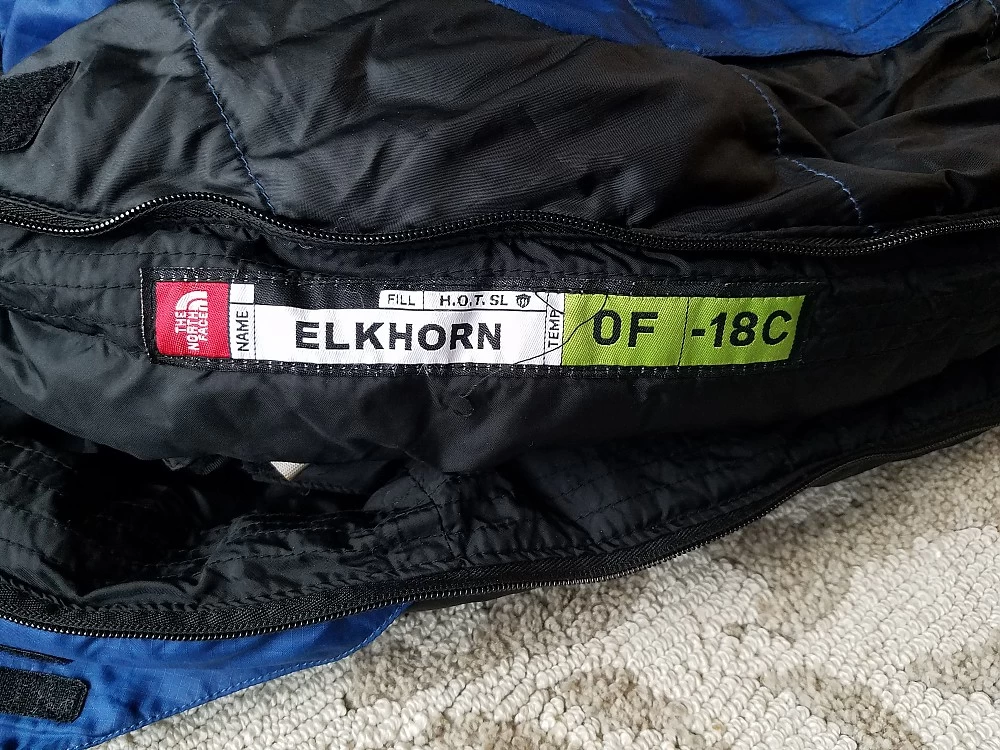 THE
NORTH
FACE
NAME
FILL H.O.T. SL
ELKHORN
TEMP
0F -18C